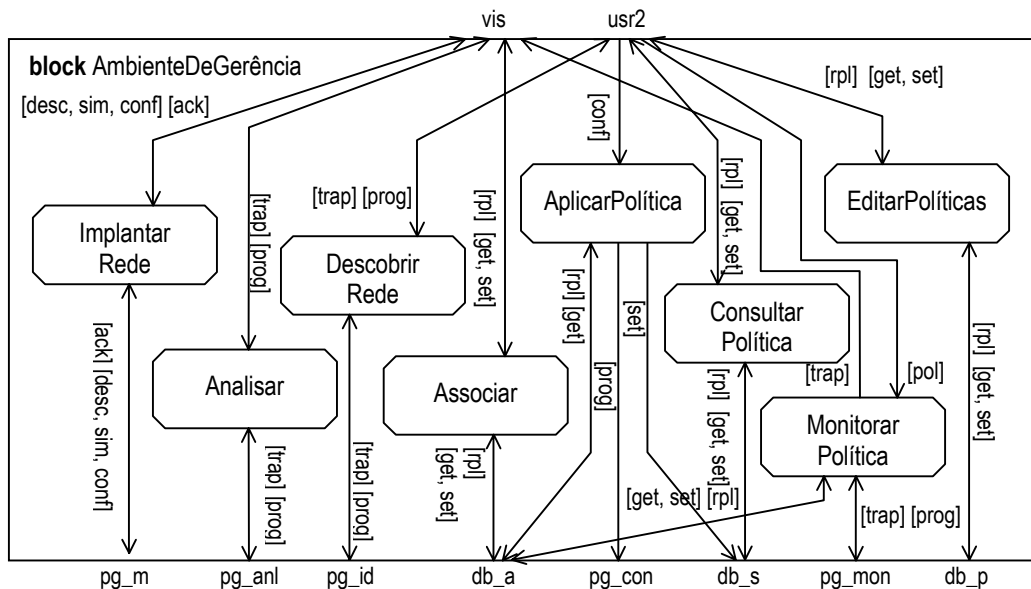 vis usr2
block AmbienteDeGerência
[desc, sim, conf] [ack]
[rpl] [get, set]
[conf]
[trap] [prog]
[trap] [prog]
[rpl] [get, set]
[rpl] [get, set]
AplicarPolítica
EditarPolíticas
Implantar
Rede
Descobrir
Rede
[rpl] [get]
[set]
Consultar
Política
[ack] [desc, sim, conf]
Analisar
Associar
[prog]
[rpl] [get, set]
[trap]
[pol]
[rpl] [get, set]
Monitorar
Política
[trap] [prog]
[trap] [prog]
[rpl]
[get, set]
[get, set] [rpl]
[trap] [prog]
pg_m pg_anl pg_id db_a pg_con db_s pg_mon db_p